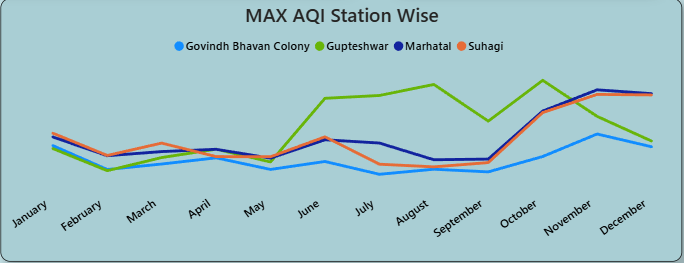 MAX AQI Station Wise
Govindh Bhavan Colony Gupteshwar Marhatal Suhagi
January February March April May June July August September October November December